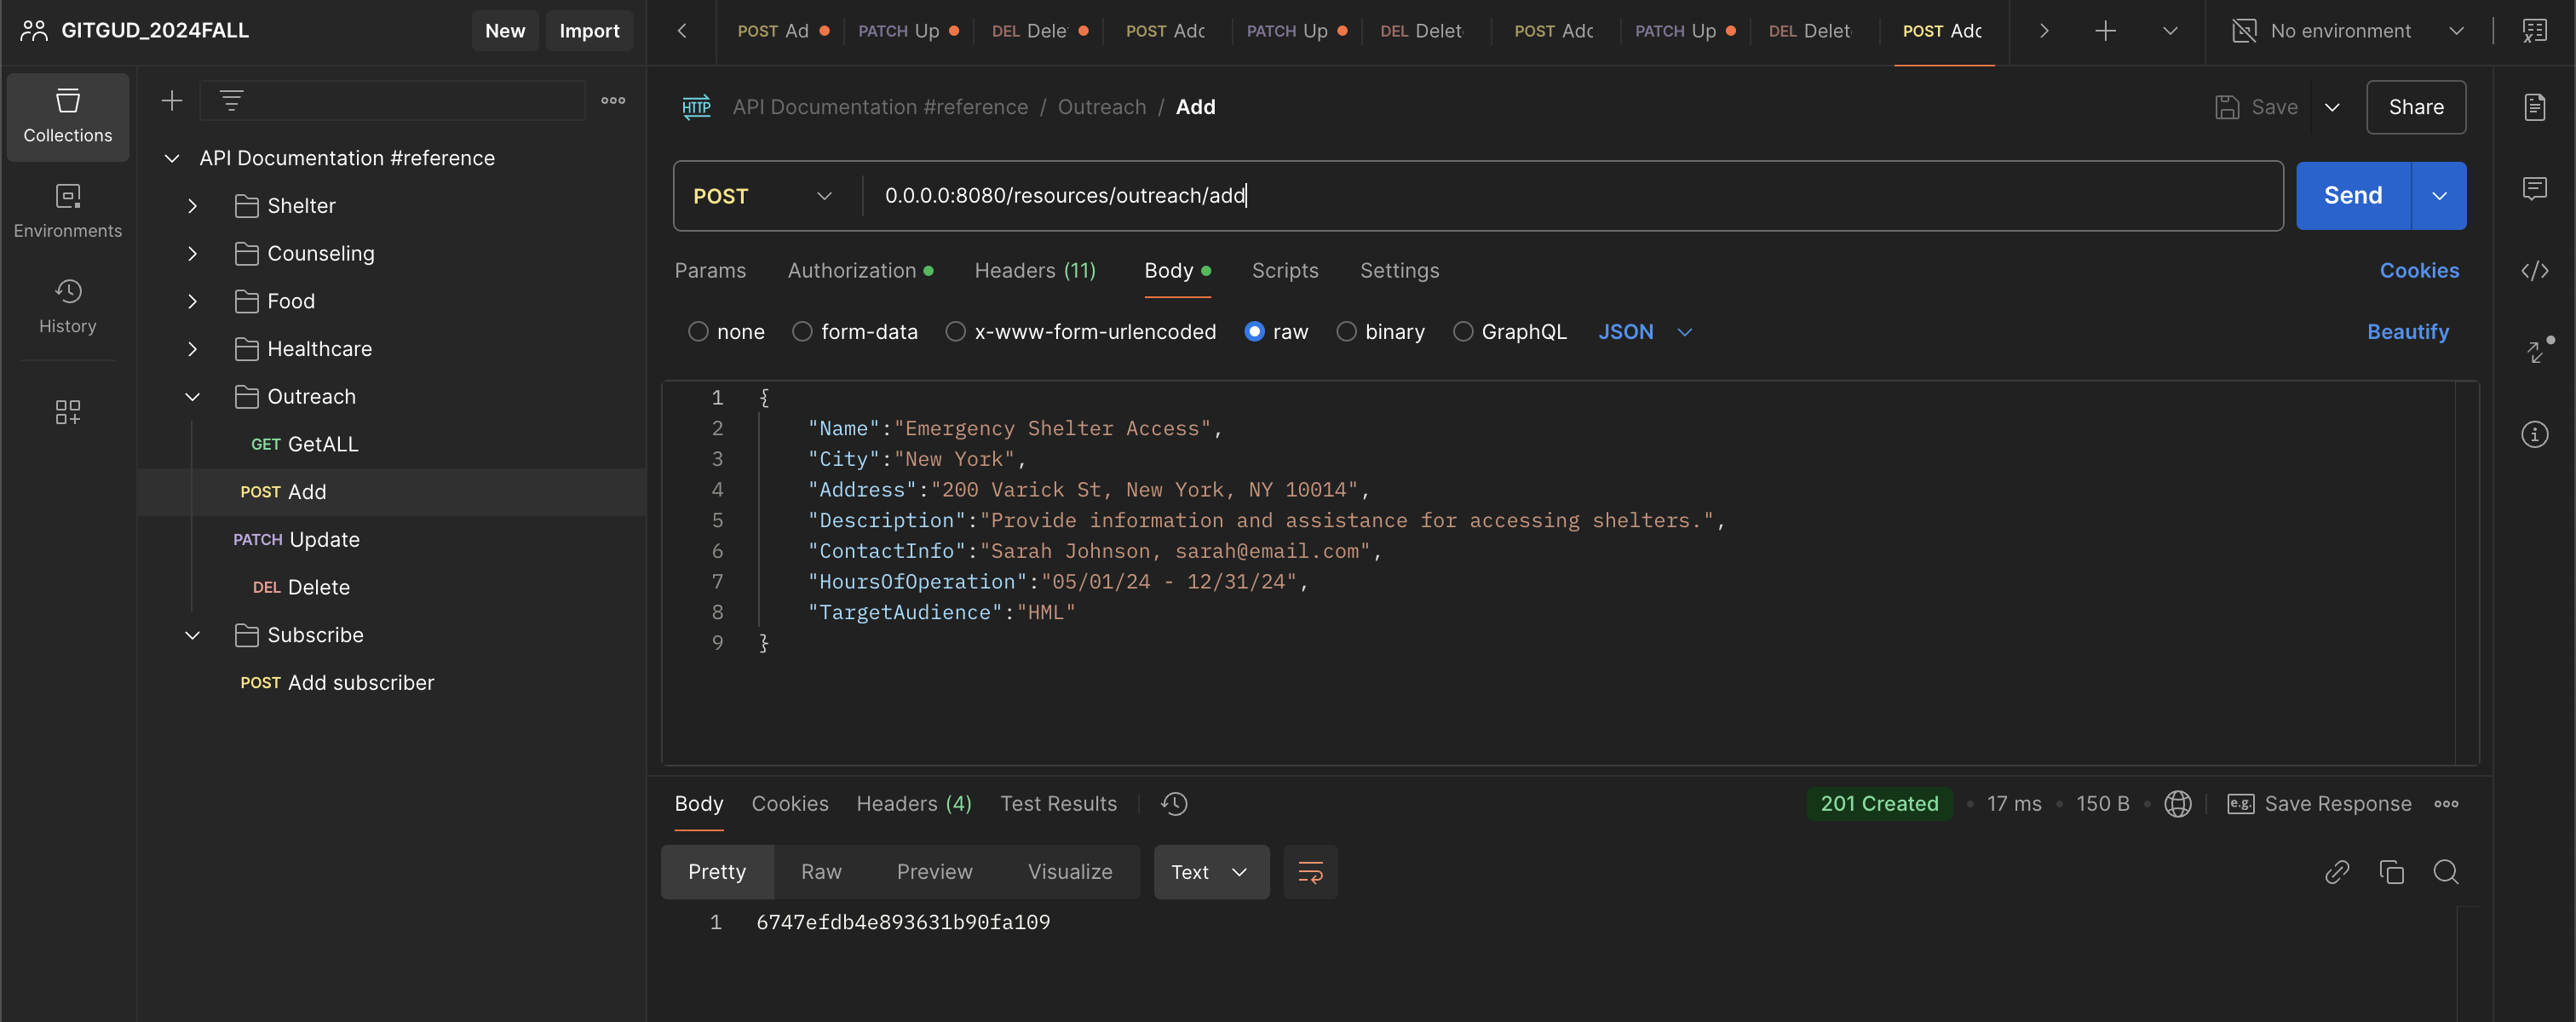 GITGUD_2024FALL
New
Import
POST Ad
PATCH Up
DEL Dele
POST Adc
PATCH Up
DEL Delet
POST Adc
PATCH Up
DEL Delet
POST Adc
No environment
Collections
Environments
History
API Documentation #reference
Shelter
Counseling
Food
Healthcare
Outreach
GET GetALL
POST Add
PATCH Update
DEL Delete
Subscribe
POST Add subscriber
HTTP
API Documentation #reference / Outreach / Add
Save
Share
POST
0.0.0.0:8080/resources/outreach/add
Send
Params
Authorization
Headers (11)
Body
Scripts
Settings
Cookies
none
form-data
x-www-form-urlencoded
raw
binary
GraphQL
JSON
Beautify
1 {
2 "Name":"Emergency Shelter Access",
3 "City":"New York",
4 "Address":"200 Varick St, New York, NY 10014",
5 "Description":"Provide information and assistance for accessing shelters.",
6 "ContactInfo":"Sarah Johnson, sarah@email.com",
7 "HoursOfOperation":"05/01/24 - 12/31/24",
8 "TargetAudience":"HML"
9 }
Body
Cookies
Headers (4)
Test Results
201 Created
17 ms
150 B
e.g. Save Response
Pretty
Raw
Preview
Visualize
Text
1 6747efdb4e893631b90fa109